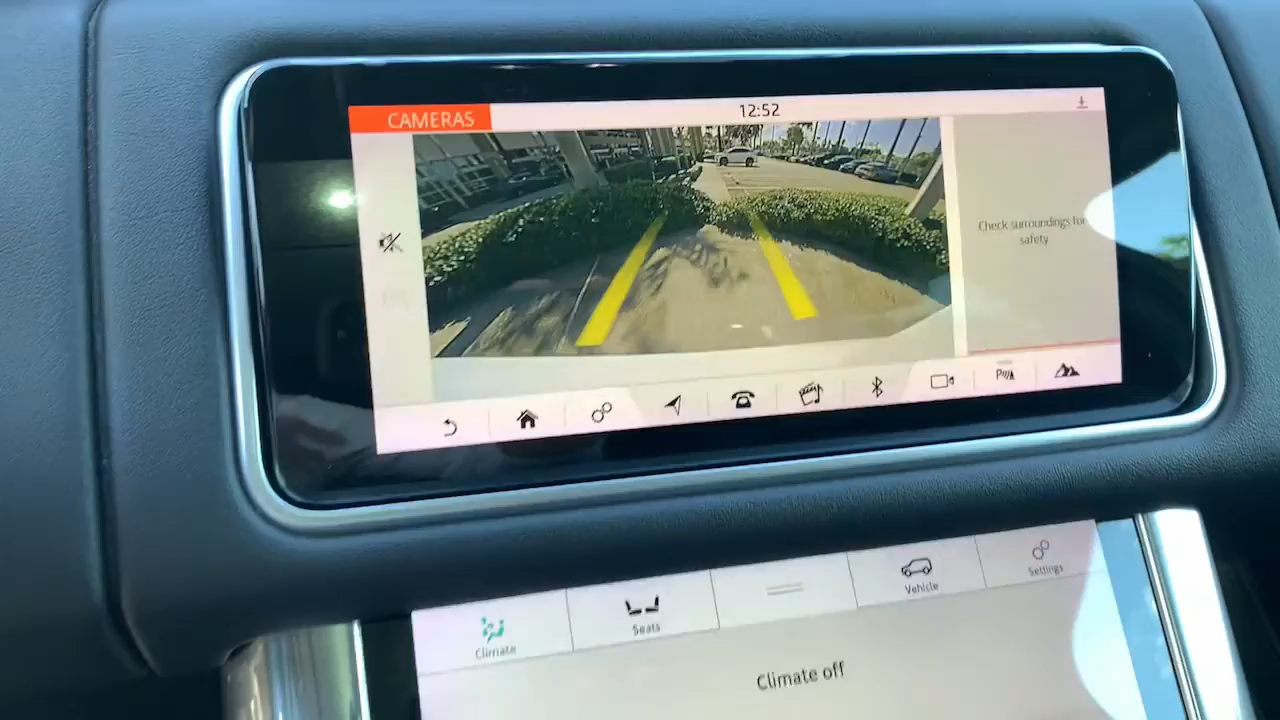 CAMERAS
12:52
Check surroundings for
safety
Climate
Seats
Vehicle
Settings
Climate off